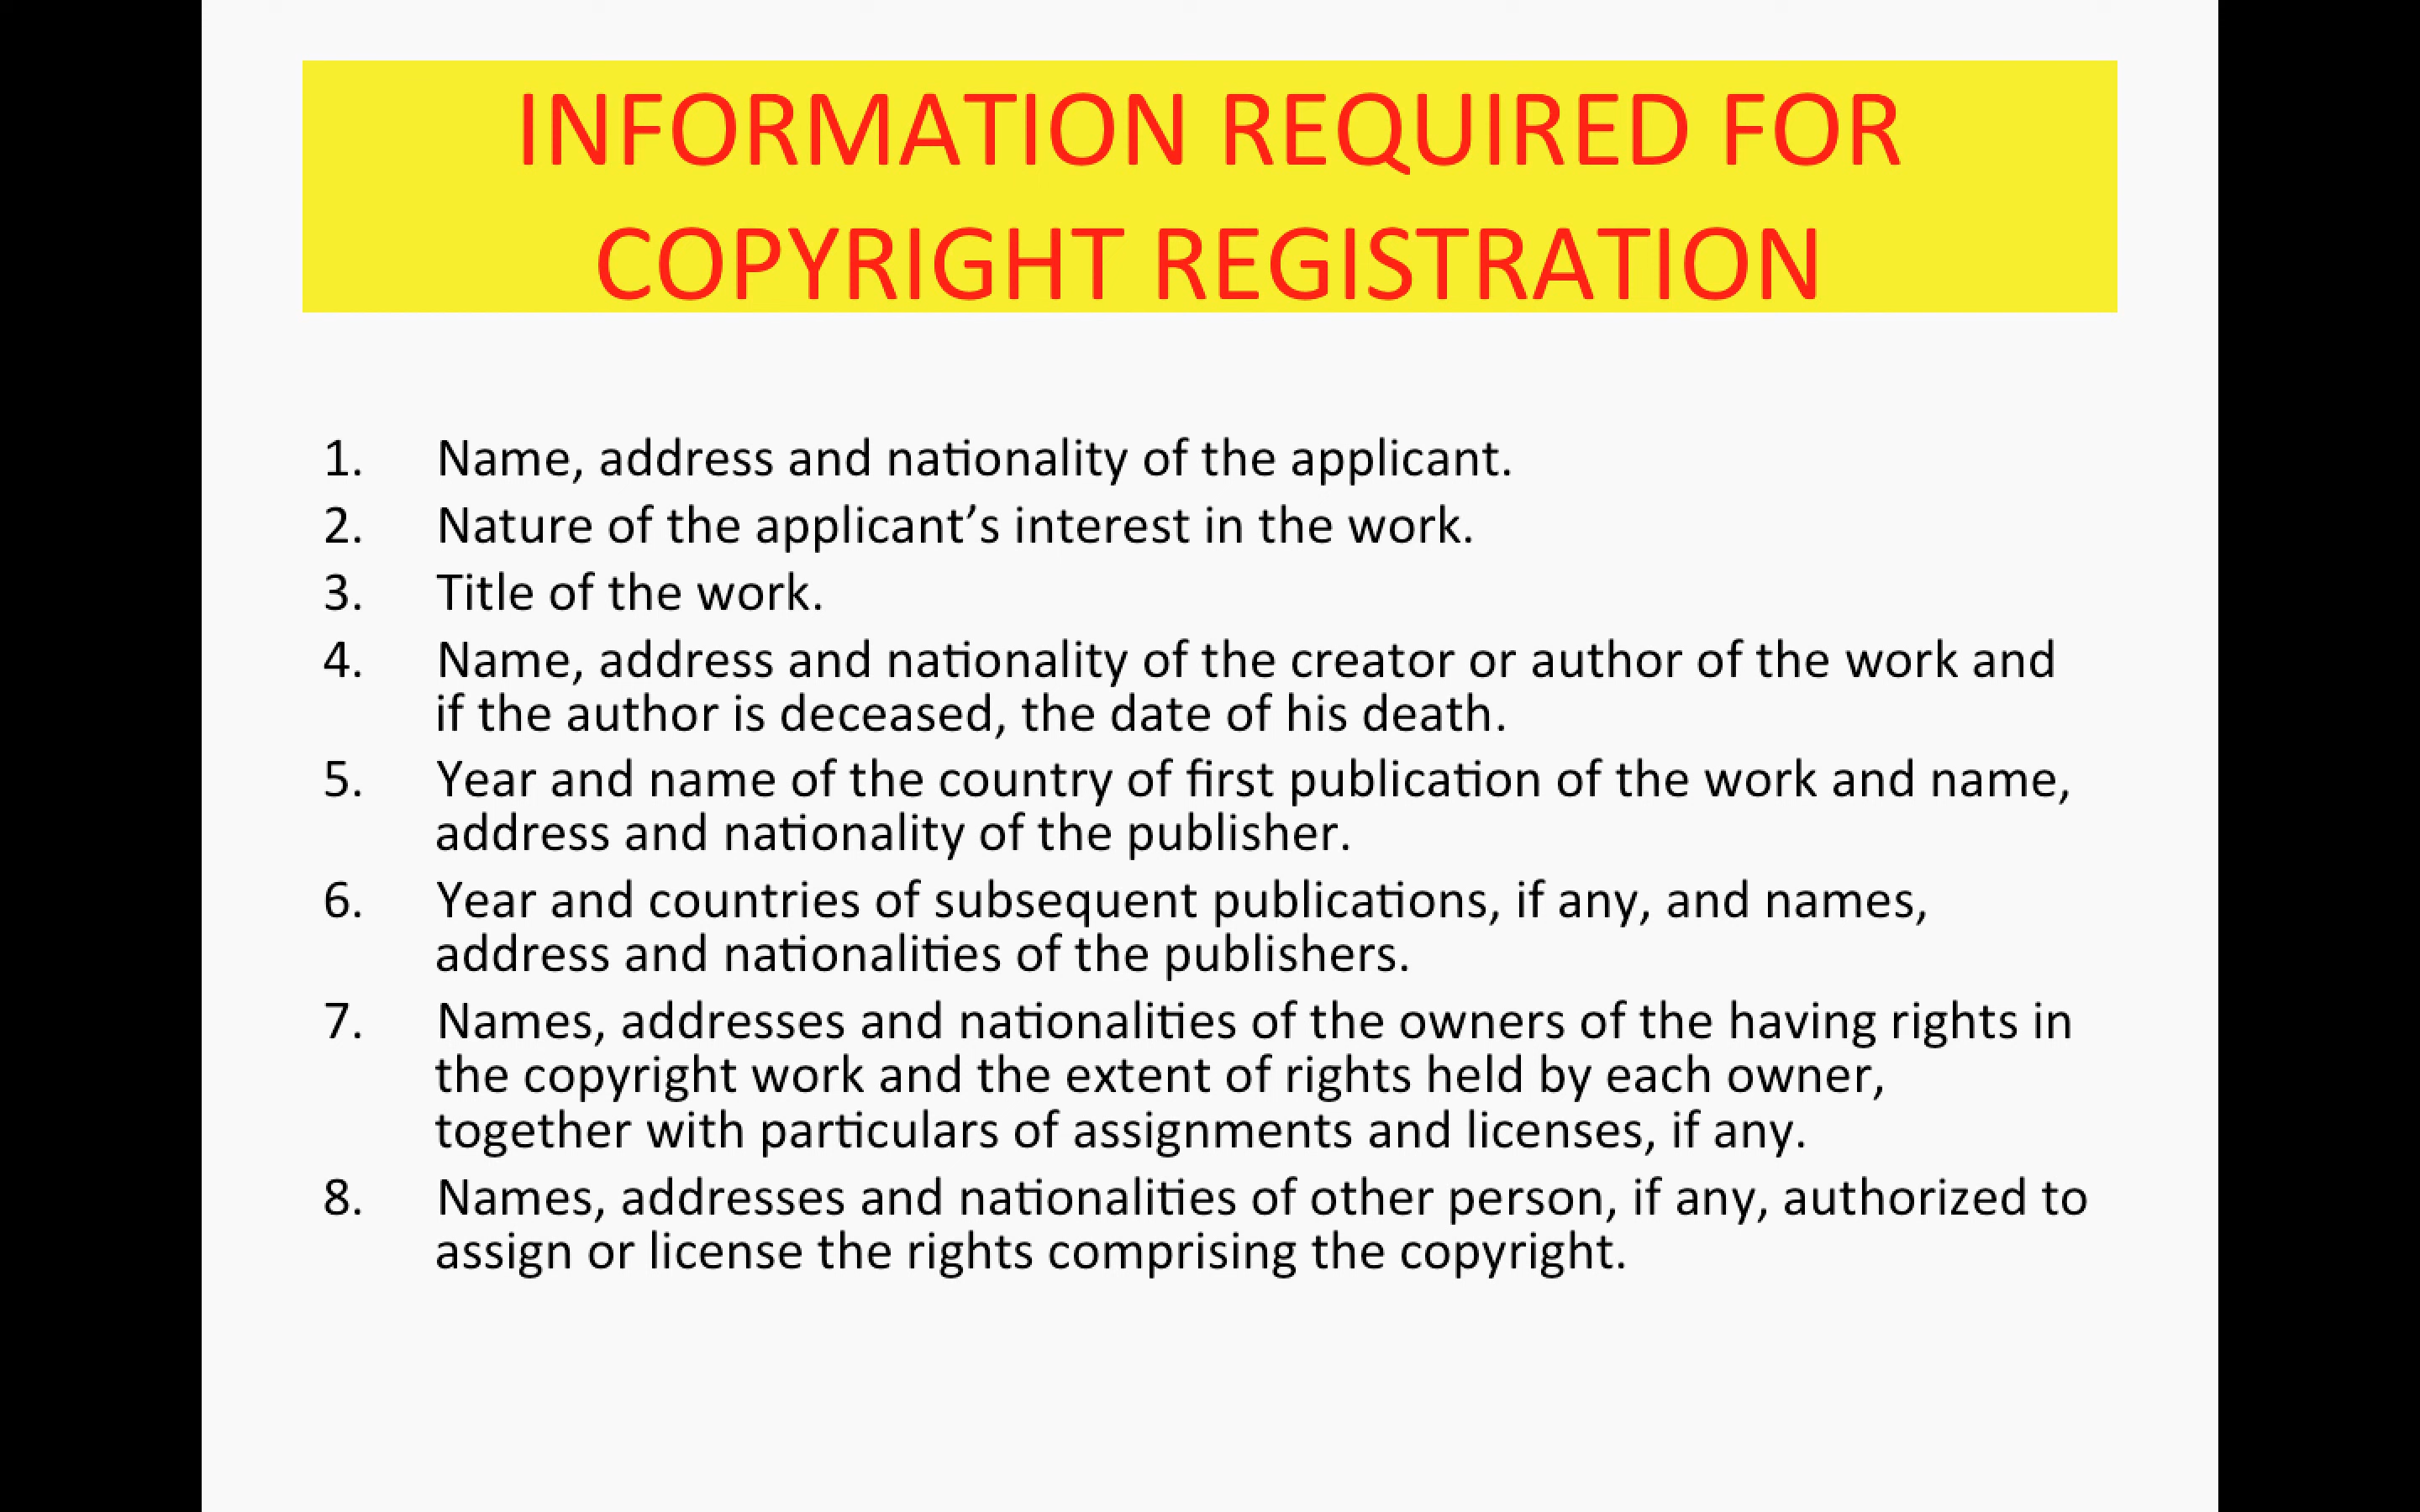 INFORMATION REQUIRED FOR
COPYRIGHT REGISTRATION
1. Name, address and nationality of the applicant.
2. Nature of the applicant’s interest in the work.
3. Title of the work.
4. Name, address and nationality of the creator or author of the work and
if the author is deceased, the date of his death.
5. Year and name of the country of first publication of the work and name,
address and nationality of the publisher.
6. Year and countries of subsequent publications, if any, and names,
address and nationalities of the publishers.
7. Names, addresses and nationalities of the owners of the having rights in
the copyright work and the extent of rights held by each owner,
together with particulars of assignments and licenses, if any.
8. Names, addresses and nationalities of other person, if any, authorized to
assign or license the rights comprising the copyright.